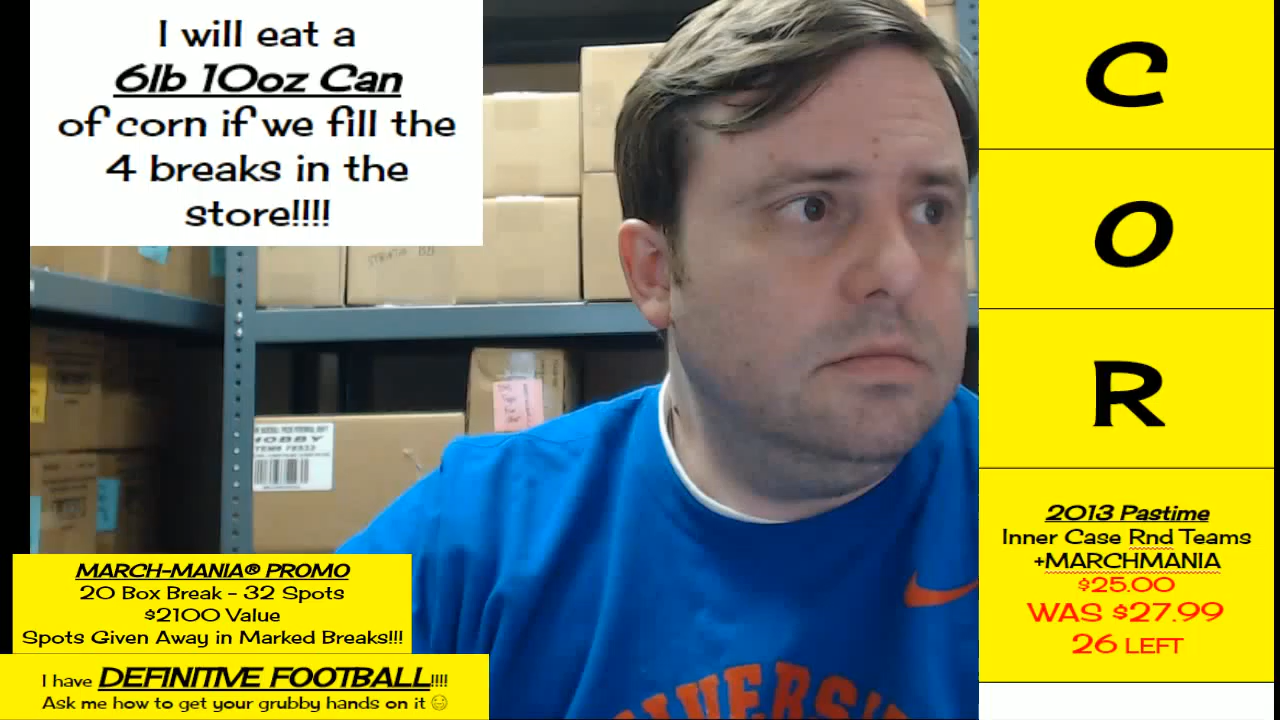 I will eat a
6lb 10oz Can
of corn if we fill the
4 breaks in the
store!!!!
C
O
R
HOBBY
MARCH-MANIA® PROMO
20 Box Break - 32 Spots
$2100 Value
Spots Given Away in Marked Breaks!!!
I have DEFINITIVE FOOTBALL!!!!
Ask me how to get your grubby hands on it ☺
2013 Pastime
Inner Case Rnd Teams
+MARCHMANIA
$25.00
WAS $27.99
26 LEFT